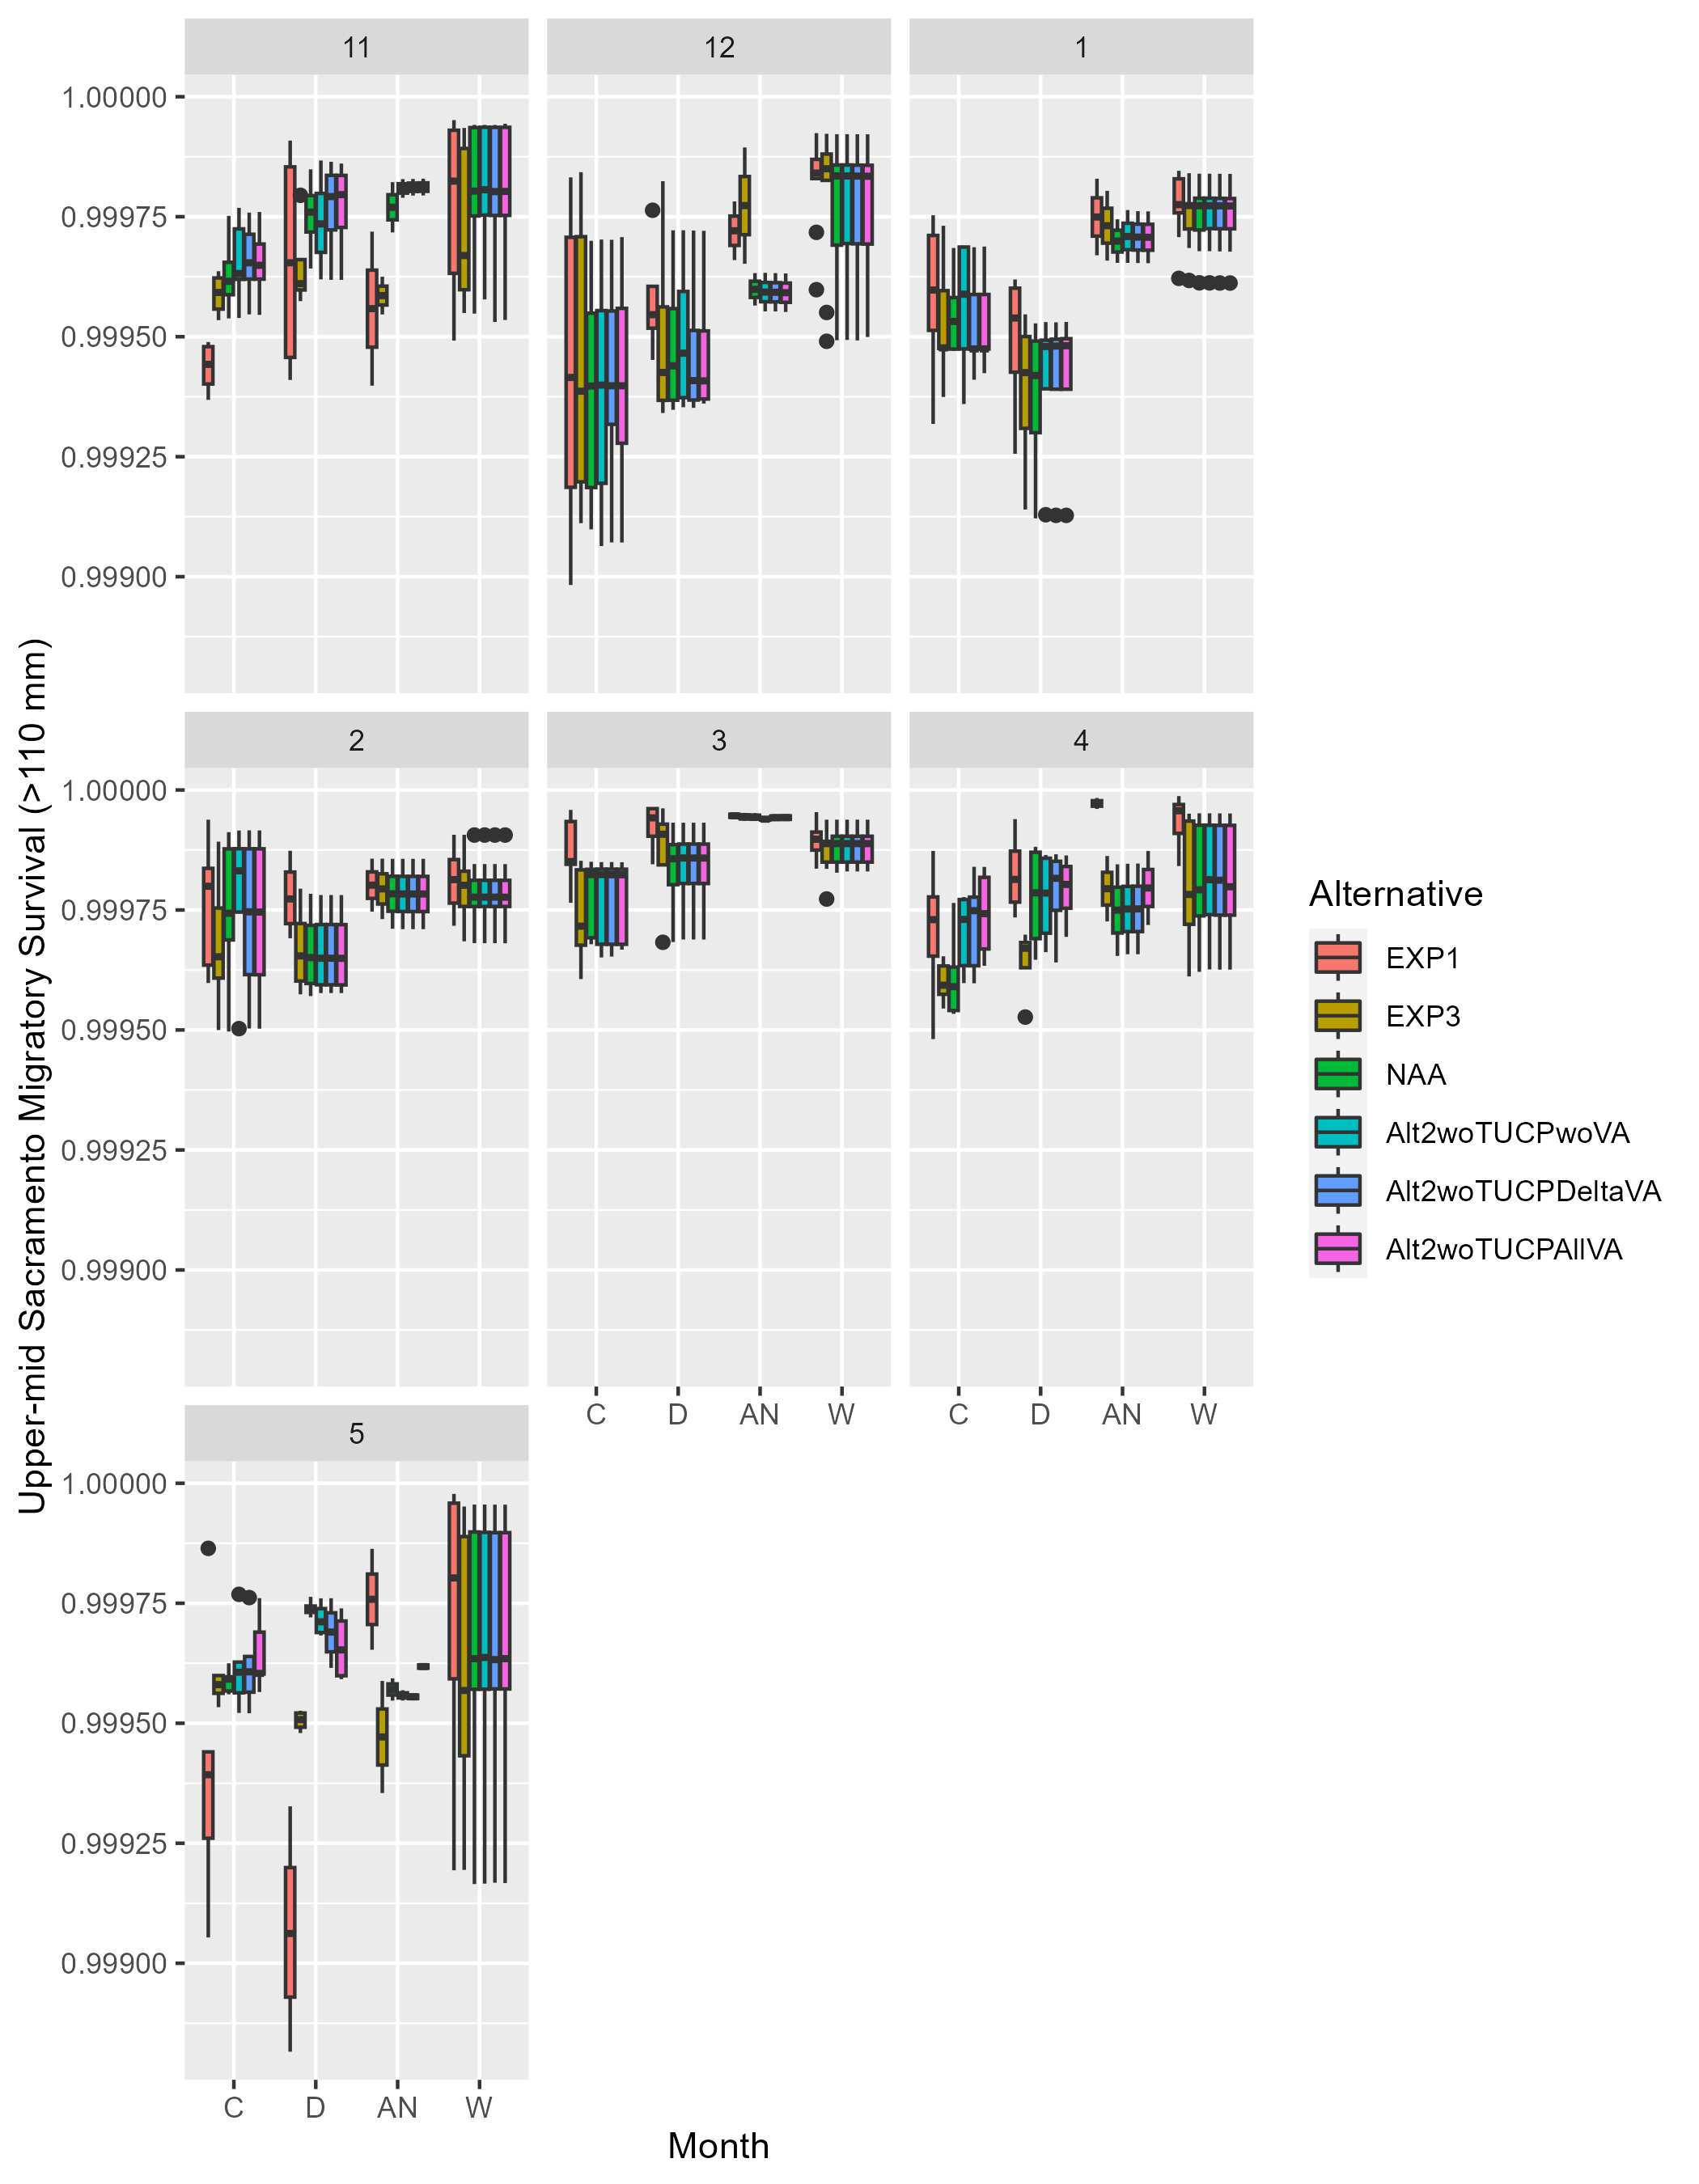 11 12 1
1.00000
0.99975
0.99950
0.99925
0.99900
2 3 4
1.00000
0.99975
0.99950
0.99925
0.99900
C D AN W C D AN W
5
1.00000
0.99975
0.99950
0.99925
0.99900
C D AN W
Month
Upper-mid Sacramento Migratory Survival (>110 mm)
Alternative
EXP1
EXP3
NAA
Alt2woTUCPwoVA
Alt2woTUCPDeltaVA
Alt2woTUCPAllVA